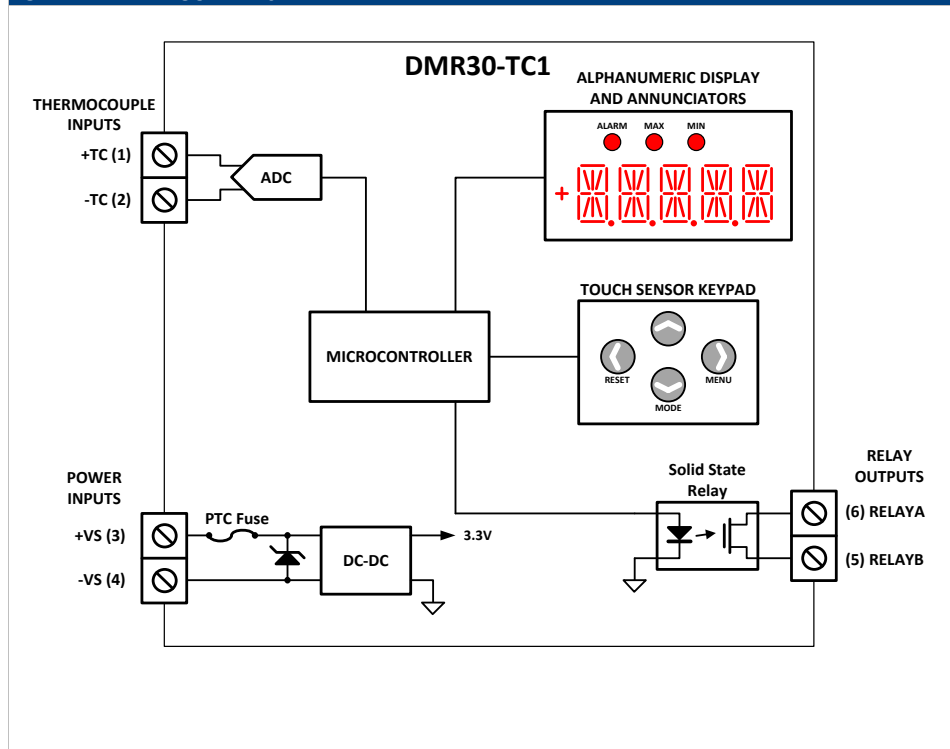 DMR30-TC1
ALPHANUMERIC DISPLAY
AND ANNUNCIATORS
THERMOCOUPLE
INPUTS
ALARM MAX MIN
+TC (1)
ADC
-TC (2)
+
TOUCH SENSOR KEYPAD
MICROCONTROLLER
RESET
MENU
MODE
RELAY
OUTPUTS
Solid State
Relay
POWER
INPUTS
(6) RELAYA
PTC Fuse
+VS (3)
3.3V
DC-DC
(5) RELAYB
-VS (4)